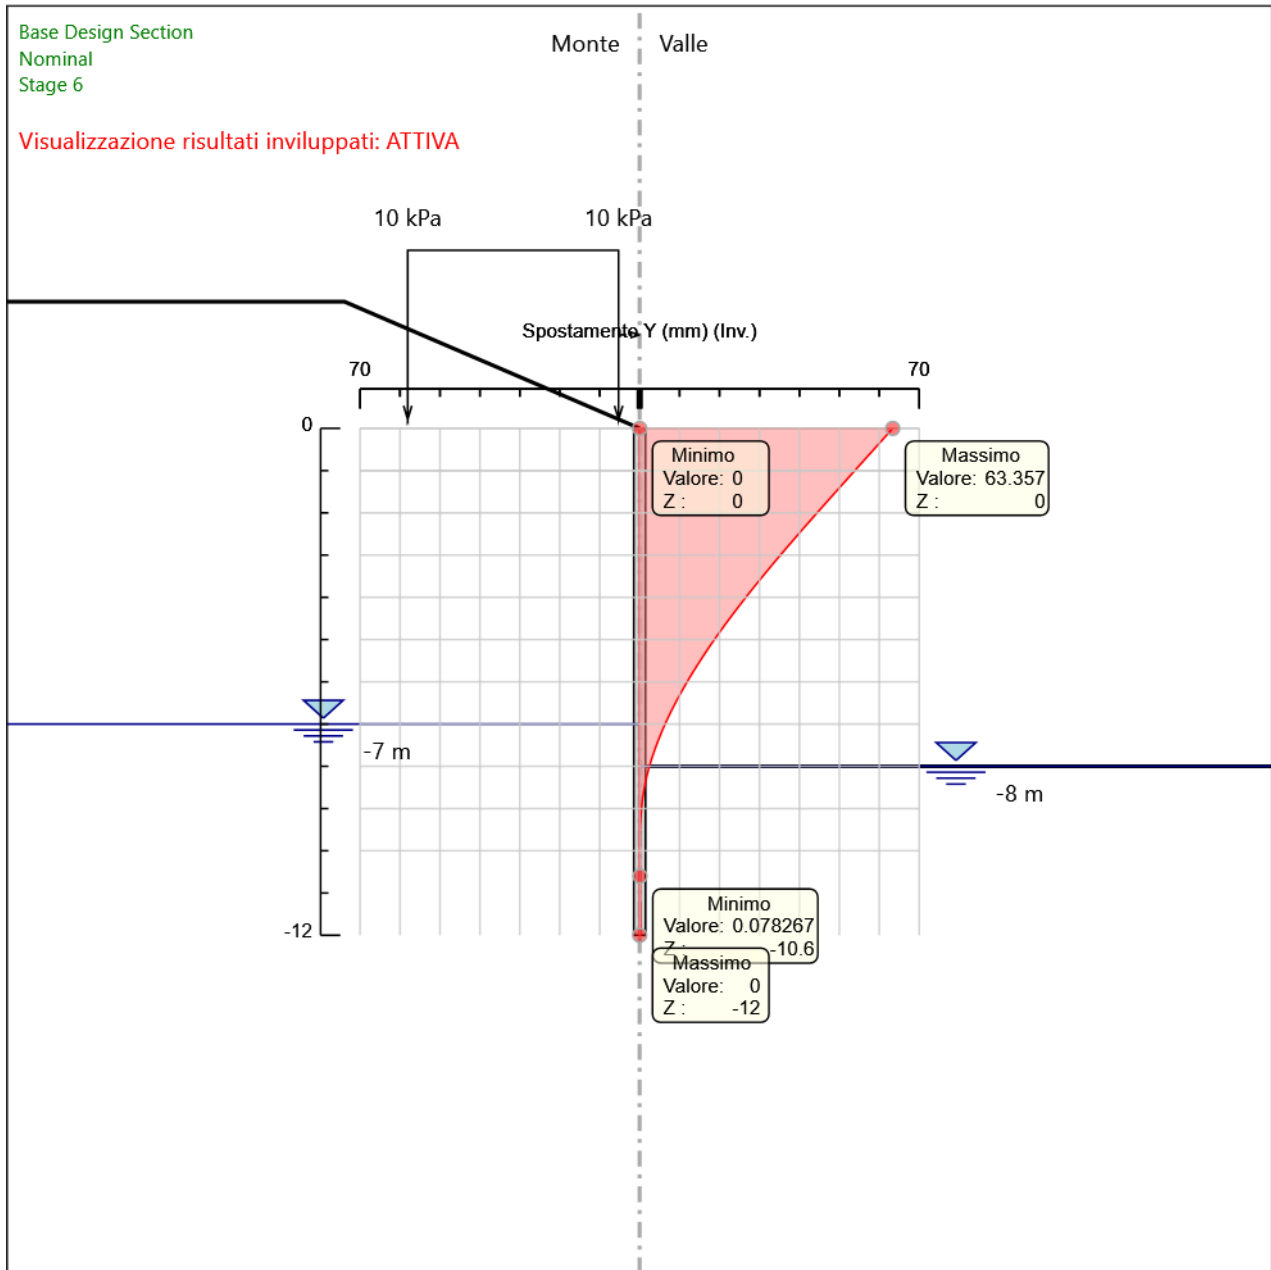 Base Design Section
Nominal
Stage 6
Monte Valle
Visualizzazione risultati inviluppati: ATTIVA
10 kPa 10 kPa
Spostamento Y (mm) (Inv.)
70 70
0
Minimo
Valore: 0
Z : 0
Massimo
Valore: 63.357
Z : 0
-7 m
-8 m
-12
Minimo
Valore: 0.078267
Z : -10.6
Massimo
Valore: 0
Z : -12